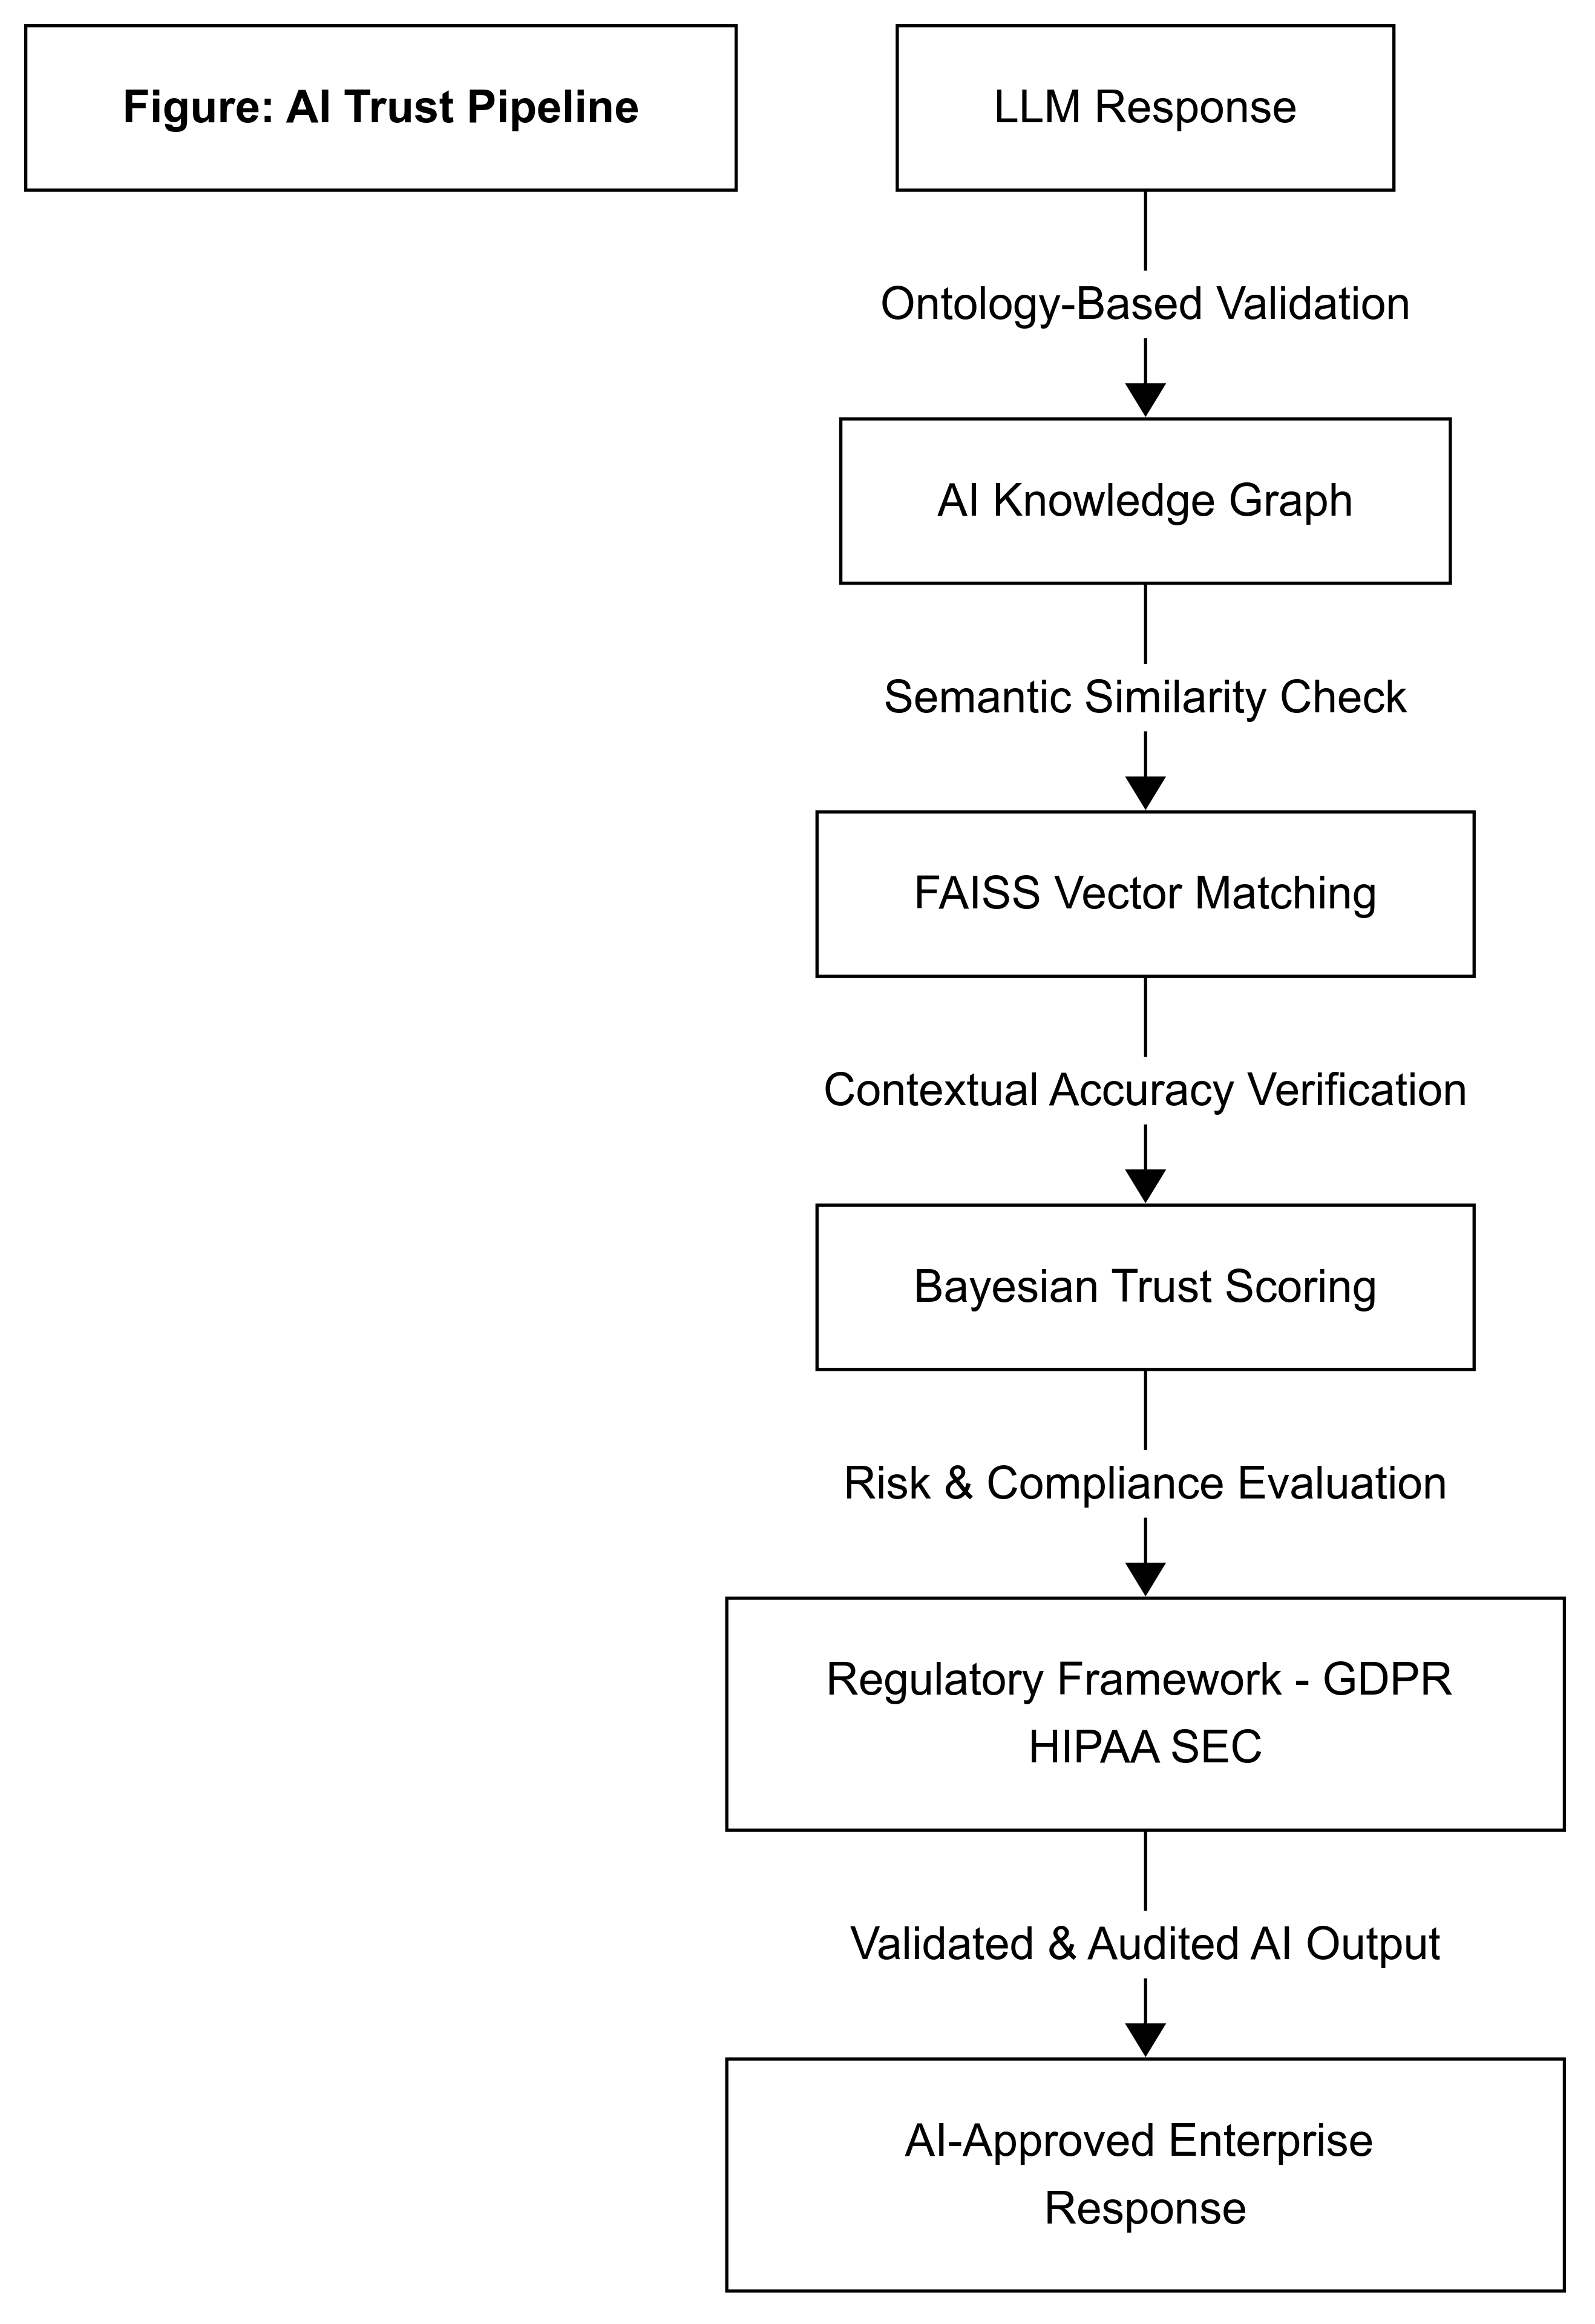 Figure: AI Trust Pipeline
LLM Response
Ontology-Based Validation
AI Knowledge Graph
Semantic Similarity Check
FAISS Vector Matching
Contextual Accuracy Verification
Bayesian Trust Scoring
Risk & Compliance Evaluation
Regulatory Framework - GDPR
HIPAA SEC
Validated & Audited AI Output
AI-Approved Enterprise
Response